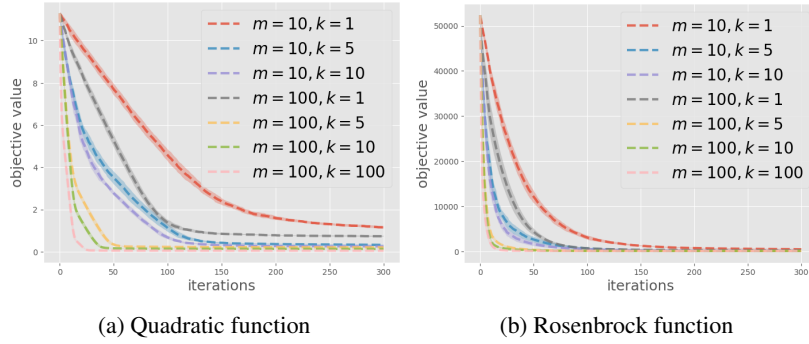 m = 10, k = 1
m = 10, k = 5
m = 10, k = 10
m = 100, k = 1
m = 100, k = 5
m = 100, k = 10
m = 100, k = 100
10
8
6
4
2
0
objective value
0 50 100 150 200 250 300
iterations
(a) Quadratic function
m = 10, k = 1
m = 10, k = 5
m = 10, k = 10
m = 100, k = 1
m = 100, k = 5
m = 100, k = 10
m = 100, k = 100
50000
40000
30000
20000
10000
0
objective value
0 50 100 150 200 250 300
iterations
(b) Rosenbrock function